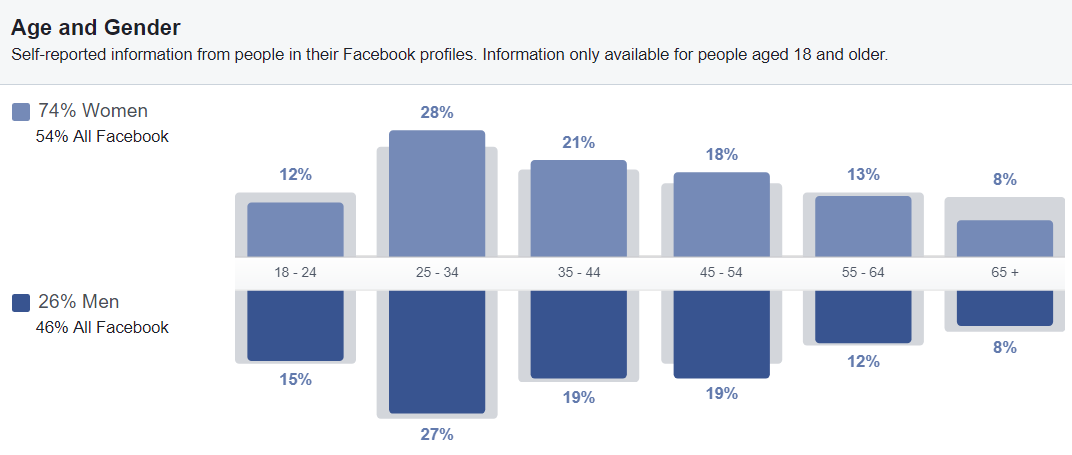 Age and Gender
Self-reported information from people in their Facebook profiles. Information only available for people aged 18 and older.
74% Women
54% All Facebook
12%
28%
21%
18%
13%
8%
18 - 24
25 - 34
35 - 44
45 - 54
55 - 64
65 +
26% Men
46% All Facebook
15%
27%
19%
19%
12%
8%